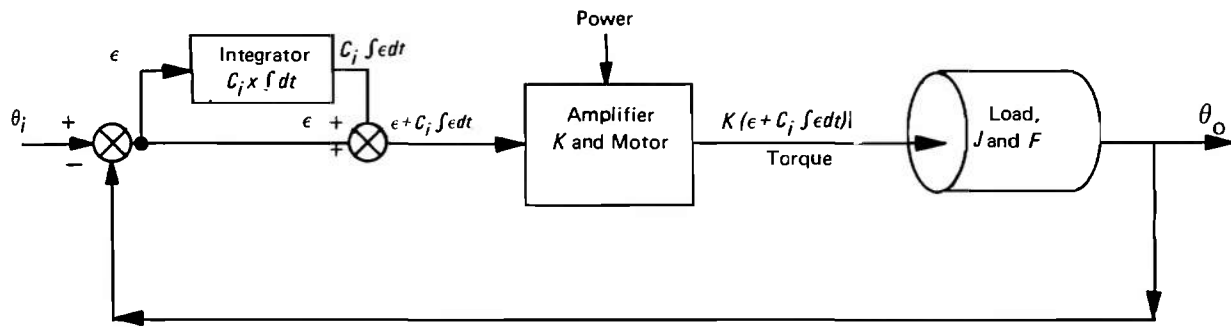 Power
ϵ
Integrator
C_i x ∫ dt
C_i ∫ϵdt
θ_i
+
−
ϵ
+
+
ϵ + C_i ∫ϵdt
Amplifier
K and Motor
K (ϵ + C_i ∫ϵdt)
Torque
Load,
J and F
θ_o